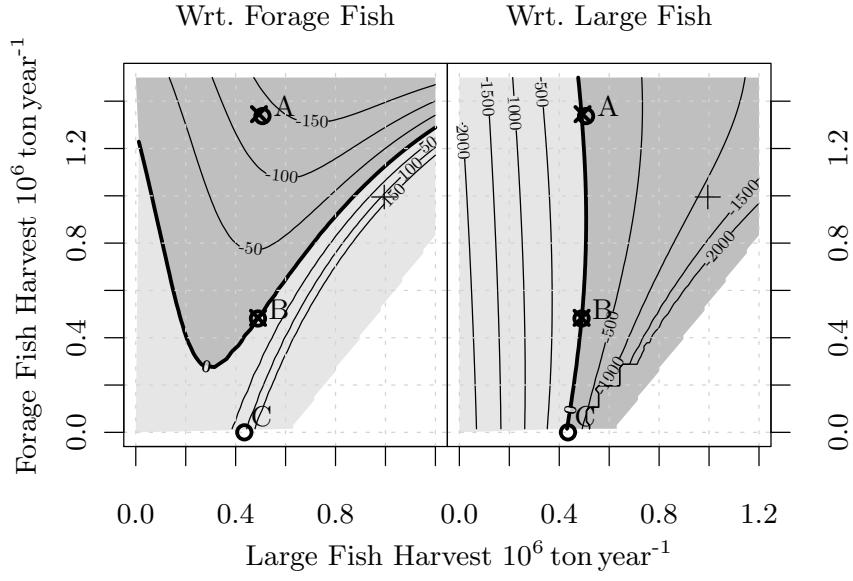 Wrt. Forage Fish
Wrt. Large Fish
Forage Fish Harvest 10⁶ ton year⁻¹
1.2
0.8
0.4
0.0
A
-150
-100
-50
0
B
C
-50
-100
-150
-2000
-1500
-1000
-500
A
-1500
-2000
B
-500
-1000
0
C
1.2
0.8
0.4
0.0
0.0 0.4 0.8 0.0 0.4 0.8 1.2
Large Fish Harvest 10⁶ ton year⁻¹